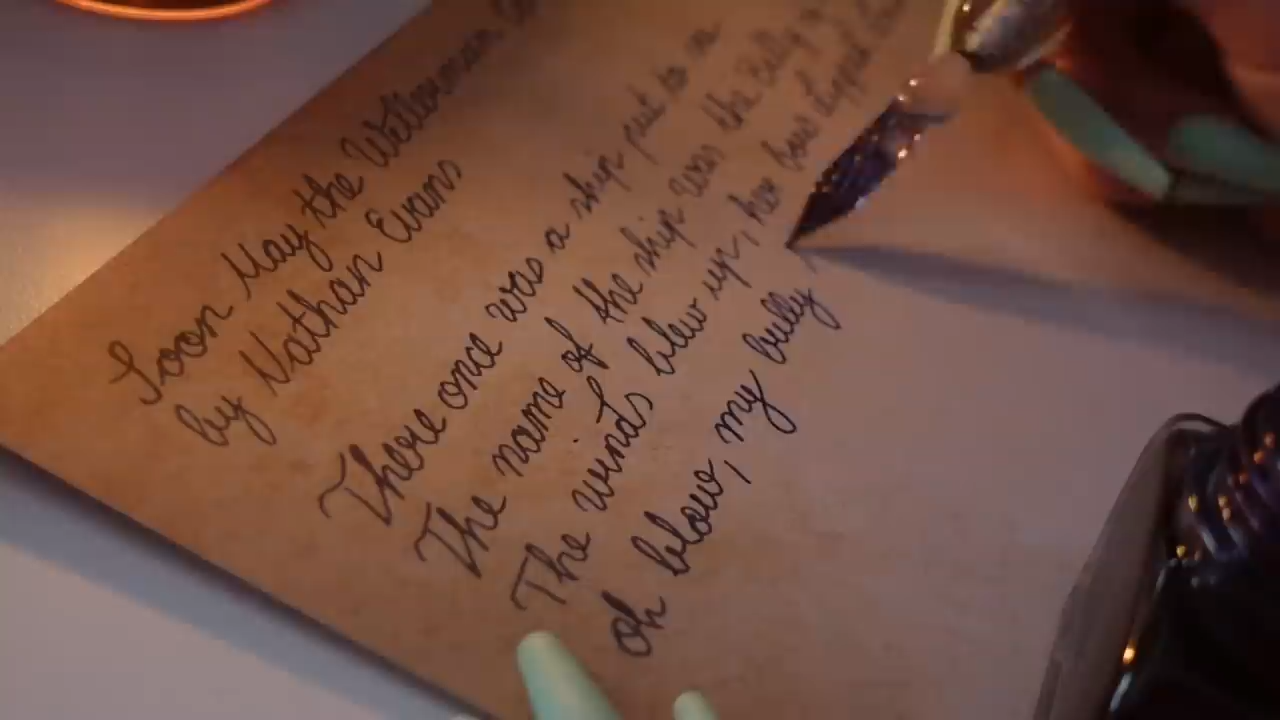 Soon May the Wellerman
by Nathan Evans
There once was a ship put to
The name of the ship was the Billy
The winds blew up, her bow dipped
oh blow, my bully